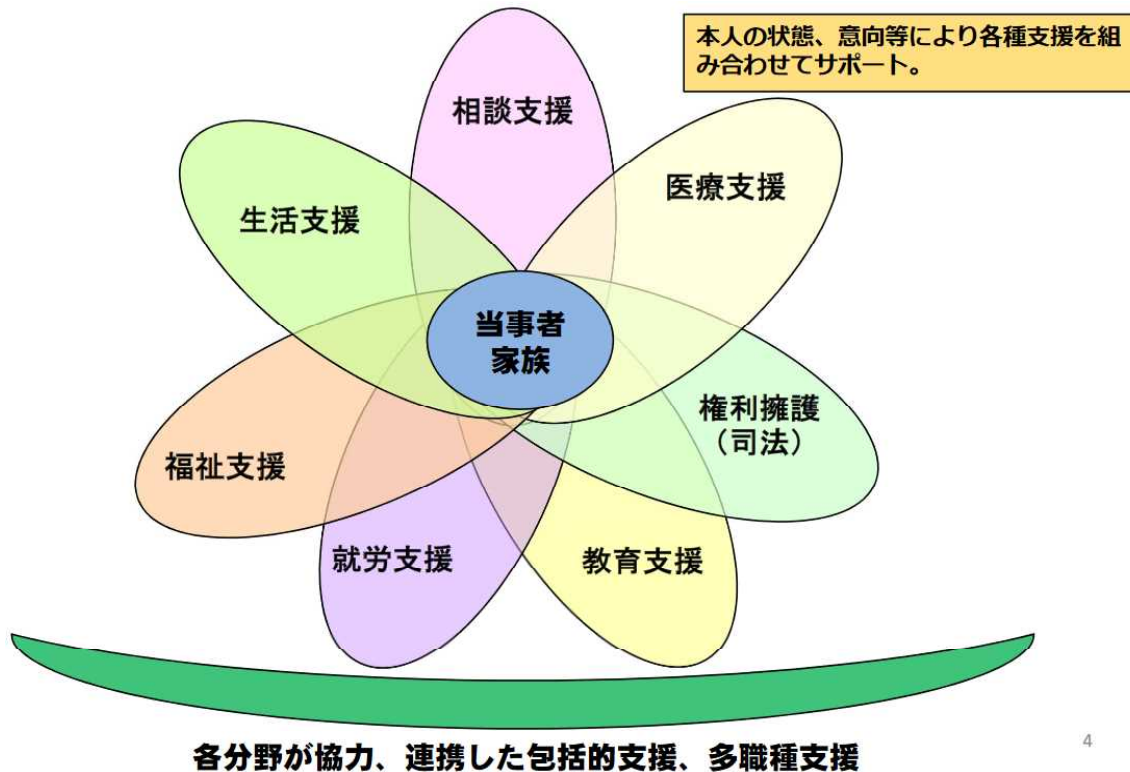 本人の状態、意向等により各種支援を組
み合わせてサポート。
相談支援
医療支援
生活支援
当事者
家族
権利擁護
（司法）
福祉支援
就労支援
教育支援
各分野が協力、連携した包括的支援、多職種支援
4